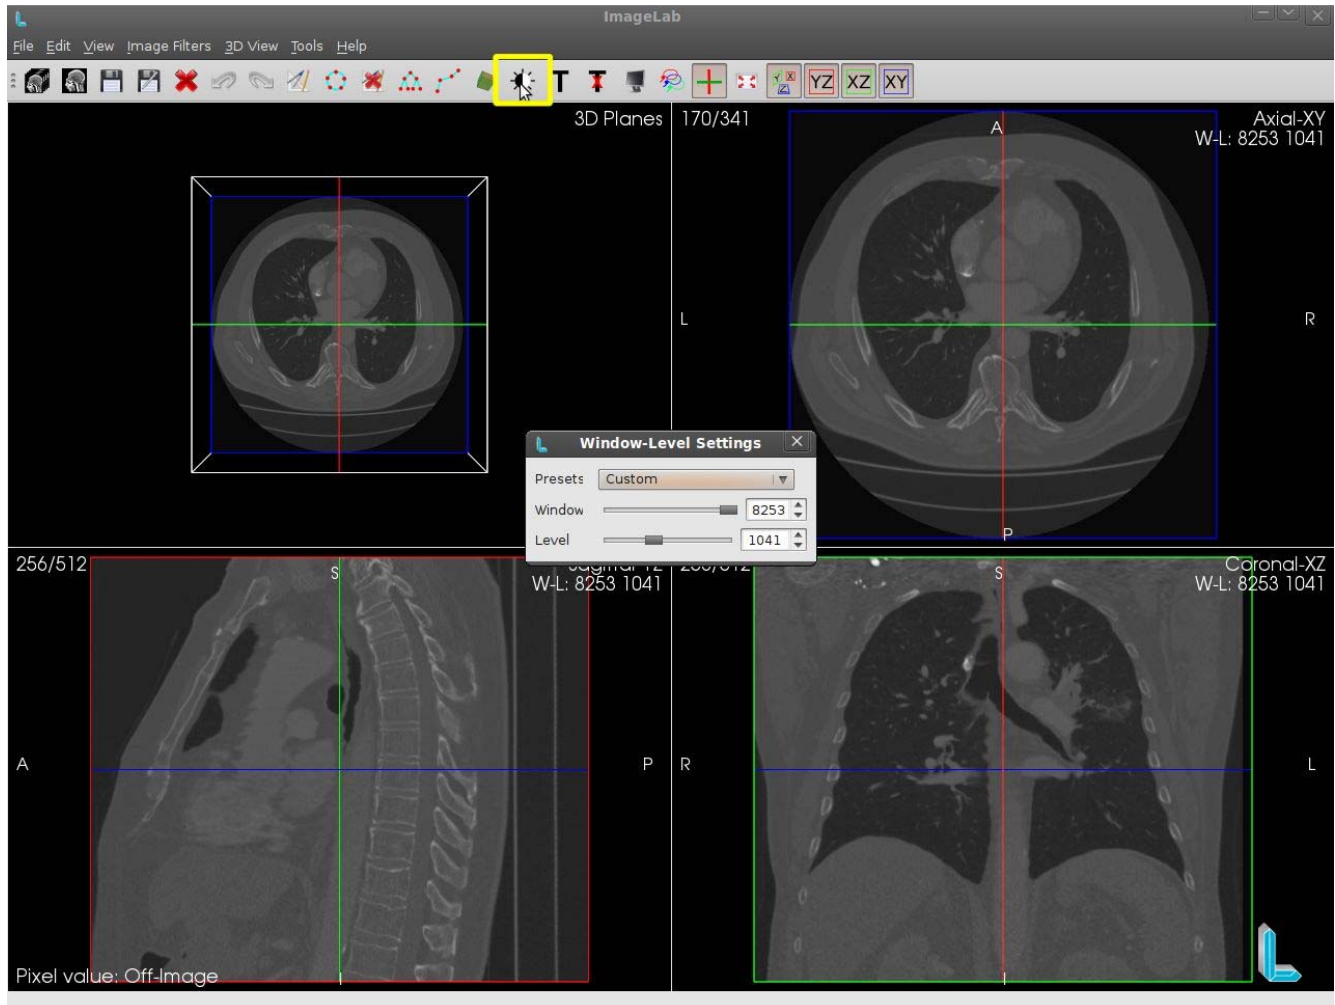 ImageLab
File Edit View Image Filters 3D View Tools Help
T YZ XZ XY
3D Planes
170/341
Axial-XY
W-L: 8253 1041
A
L
R
P
Window-Level Settings
Presets Custom
Window 8253
Level 1041
256/512
W-L: 8253 1041
S
A
P
Pixel value: Off-Image
I
Coronal-XZ
W-L: 8253 1041
S
R
L
I